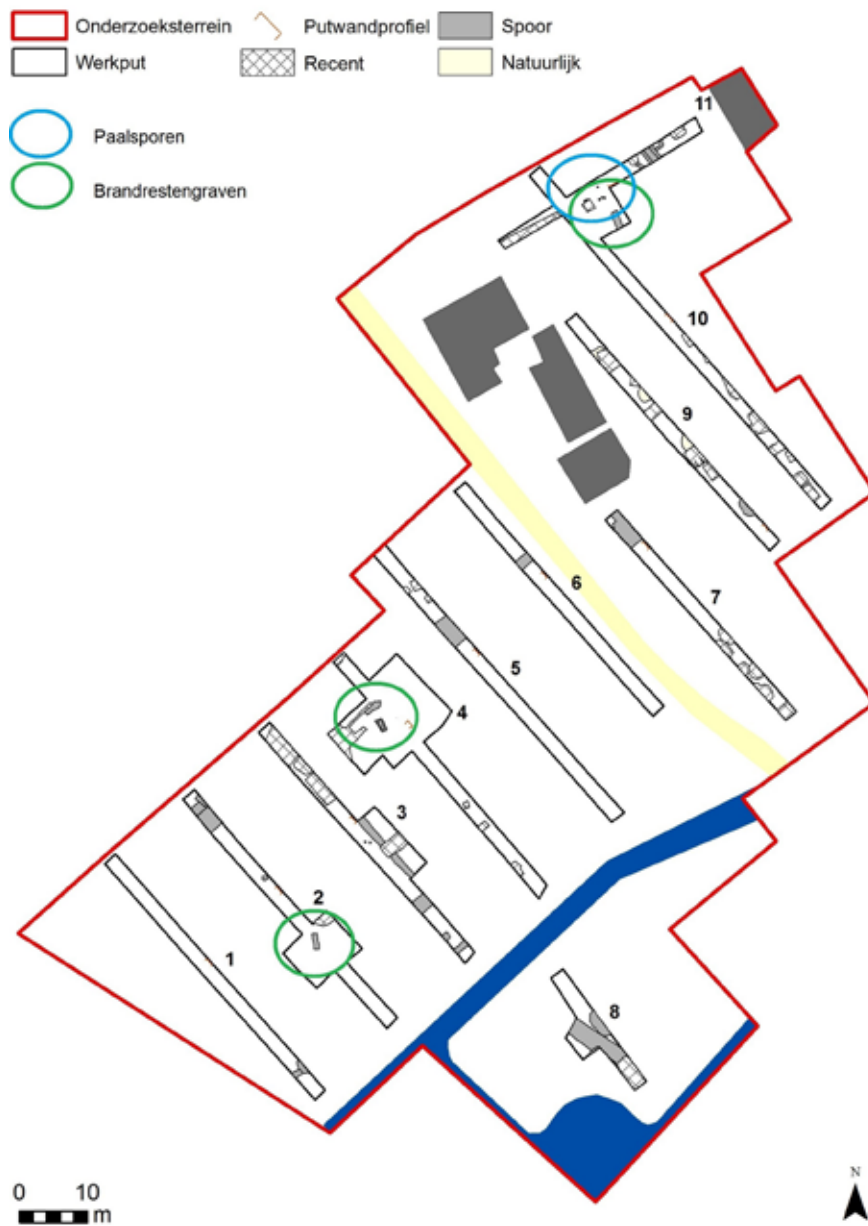 Onderzoeksterrein Putwandprofiel Spoor
Werkput Recent Natuurlijk
Paalsporen
Brandrestengraven
11
10
9
7
6
5
4
3
2
1
8
0 10
m
N